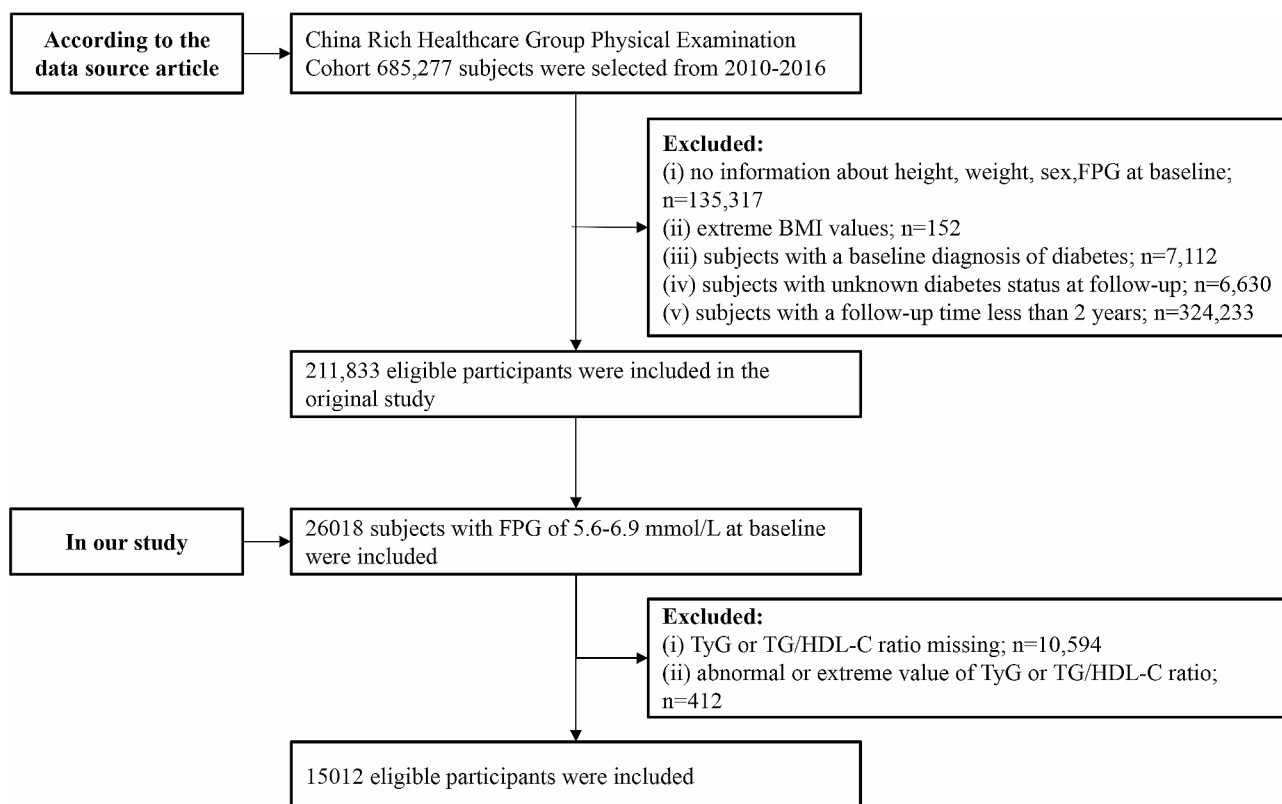 According to the
data source article
China Rich Healthcare Group Physical Examination
Cohort 685,277 subjects were selected from 2010-2016
Excluded:
(i) no information about height, weight, sex,FPG at baseline;
n=135,317
(ii) extreme BMI values; n=152
(iii) subjects with a baseline diagnosis of diabetes; n=7,112
(iv) subjects with unknown diabetes status at follow-up; n=6,630
(v) subjects with a follow-up time less than 2 years; n=324,233
211,833 eligible participants were included in the
original study
In our study
26018 subjects with FPG of 5.6-6.9 mmol/L at baseline
were included
Excluded:
(i) TyG or TG/HDL-C ratio missing; n=10,594
(ii) abnormal or extreme value of TyG or TG/HDL-C ratio;
n=412
15012 eligible participants were included